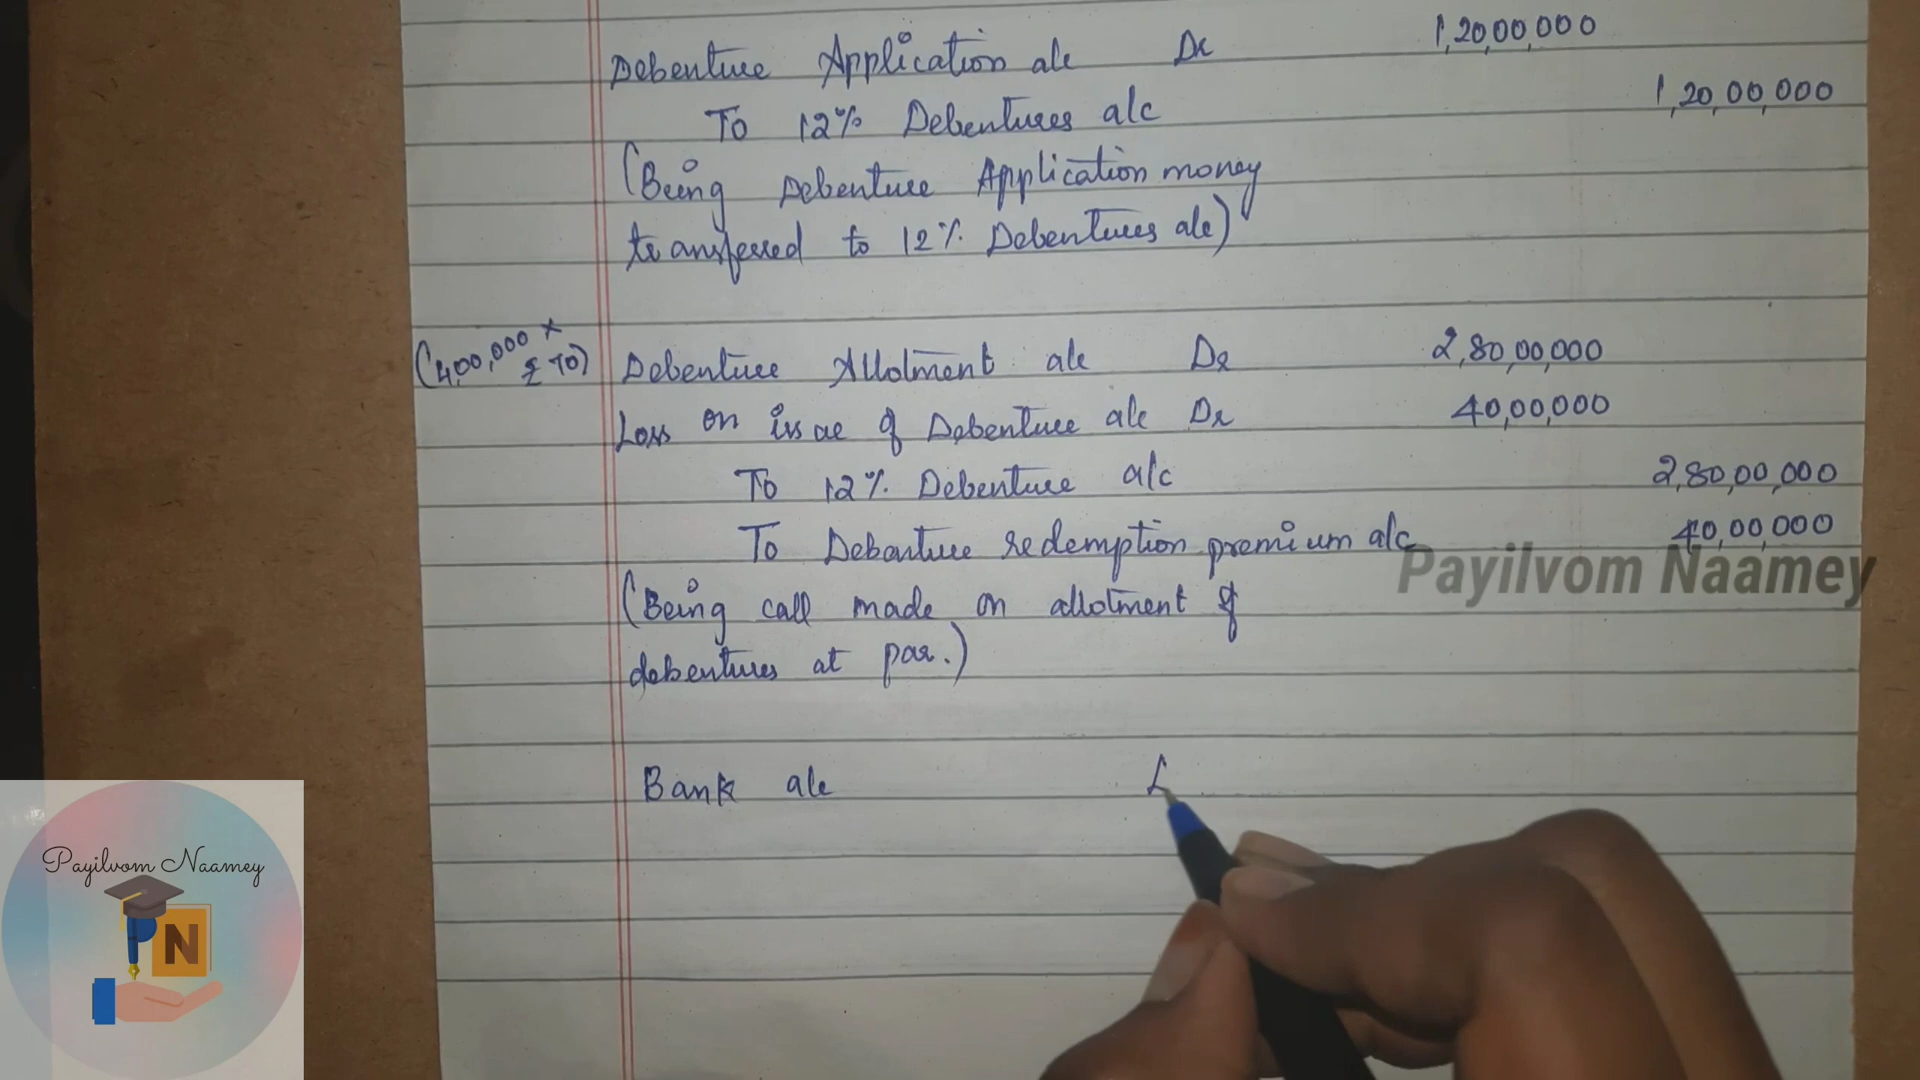 Debenture Application a/c Dr 1,20,00,000
To 12% Debentures a/c 1,20,00,000
(Being Debenture Application money
transferred to 12% Debentures a/c)
(4,00,000 x
₹ 70) Debenture Allotment a/c Dr 2,80,00,000
Loss on issue of Debenture a/c Dr 40,00,000
To 12% Debenture a/c 2,80,00,000
To Debenture redemption premium a/c 40,00,000
Payilvom Naamey
(Being call made on allotment of
debentures at par.)
Bank a/c
Payilvom Naamey
PN